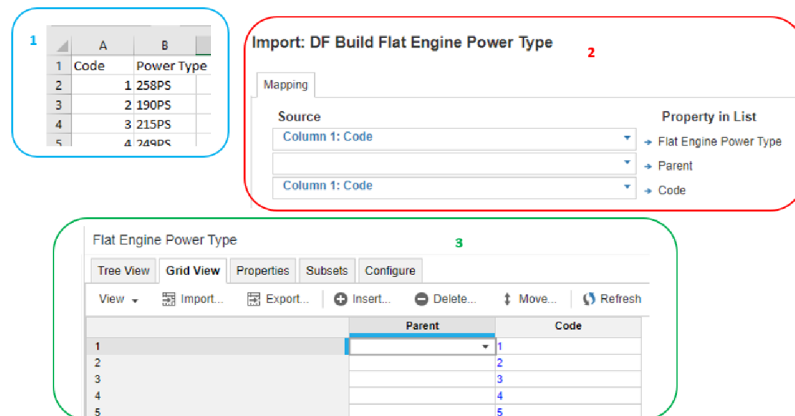 1
A B
1 Code Power Type
2 1 258PS
3 2 190PS
4 3 215PS
5 4 249PS
Import: DF Build Flat Engine Power Type
2
Mapping
Source Property in List
Column 1: Code Flat Engine Power Type
Parent
Column 1: Code Code
Flat Engine Power Type
3
Tree View Grid View Properties Subsets Configure
View Import... Export... Insert... Delete... Move... Refresh
Parent Code
1 1
2 2
3 3
4 4
5 5